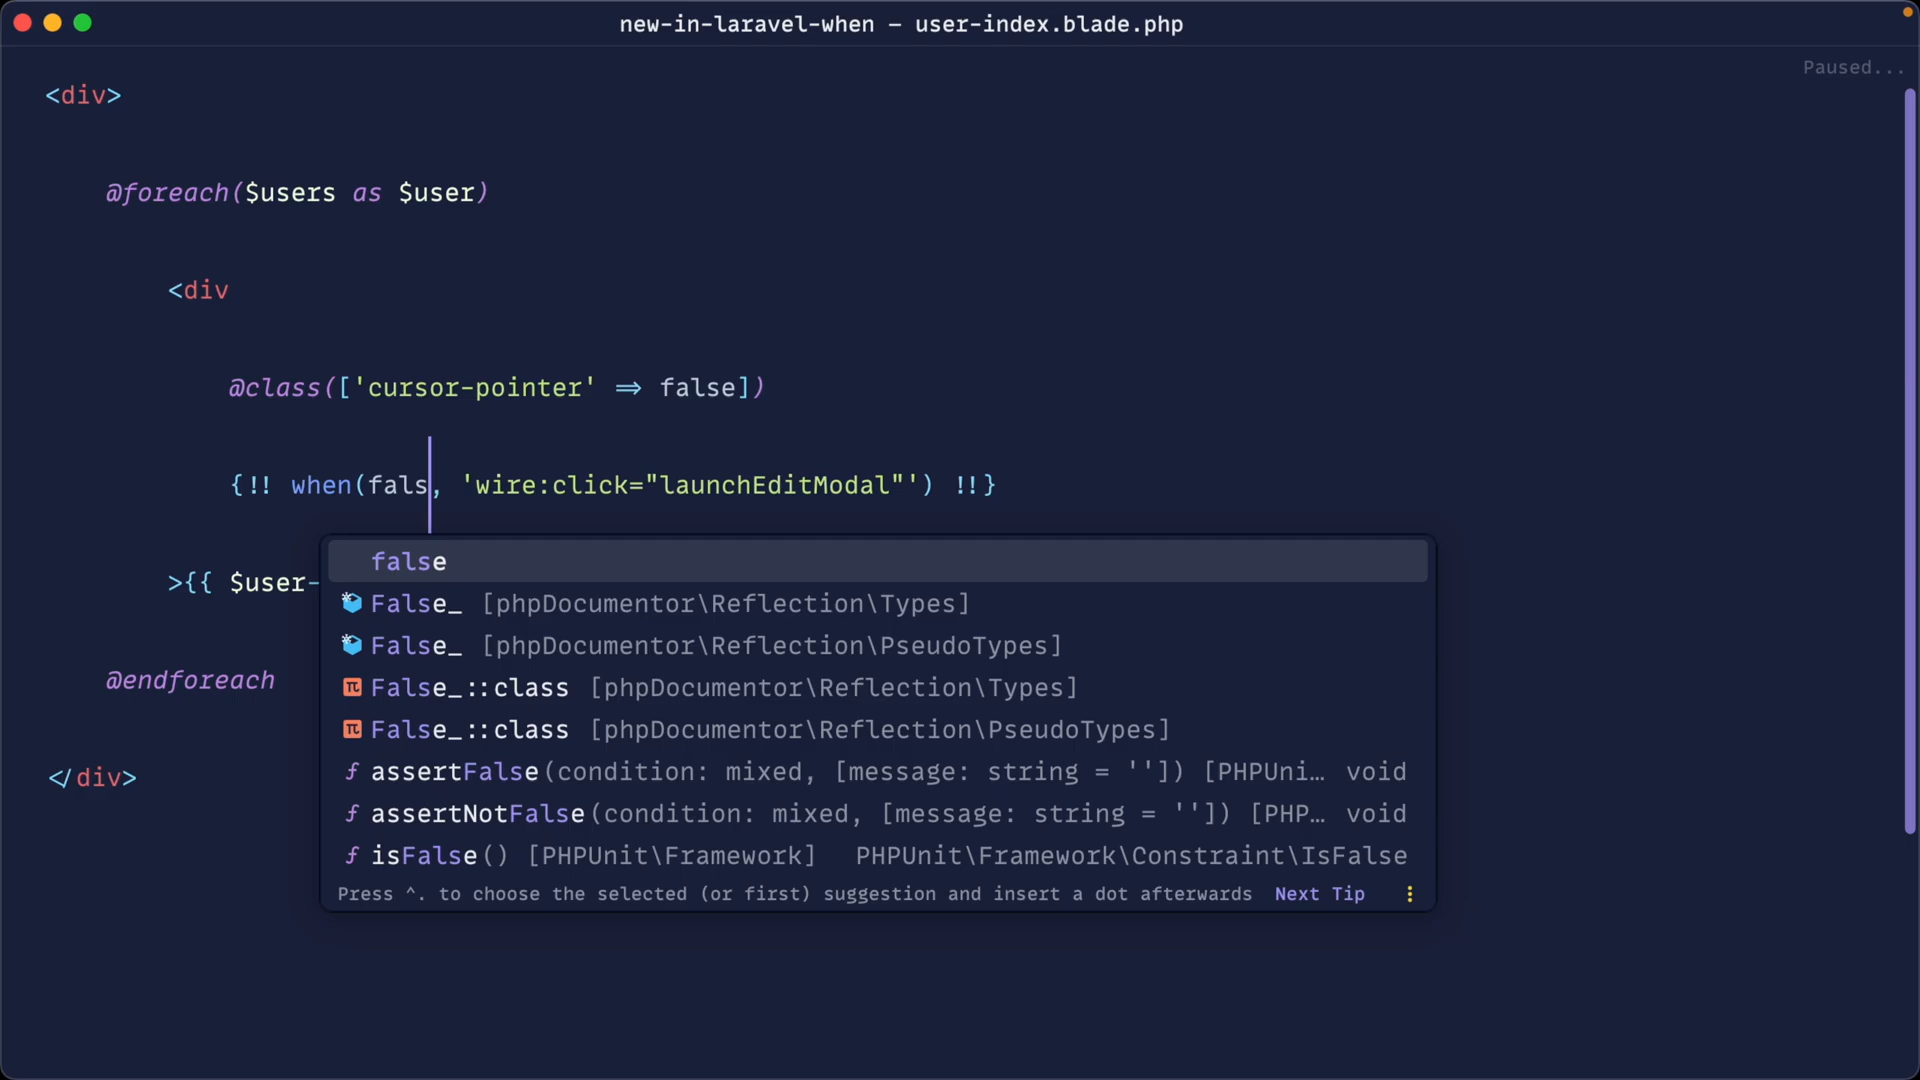 new-in-laravel-when – user-index.blade.php
Paused...
<div>
@foreach($users as $user)
<div
@class(['cursor-pointer' => false])
{!! when(fals, 'wire:click="launchEditModal"') !!}
false
>{{ $user-
False_ [phpDocumentor\Reflection\Types]
False_ [phpDocumentor\Reflection\PseudoTypes]
@endforeach
False_::class [phpDocumentor\Reflection\Types]
False_::class [phpDocumentor\Reflection\PseudoTypes]
</div>
assertFalse(condition: mixed, [message: string = '']) [PHPUni… void
assertNotFalse(condition: mixed, [message: string = '']) [PHP… void
isFalse() [PHPUnit\Framework] PHPUnit\Framework\Constraint\IsFalse
Press ^. to choose the selected (or first) suggestion and insert a dot afterwards Next Tip